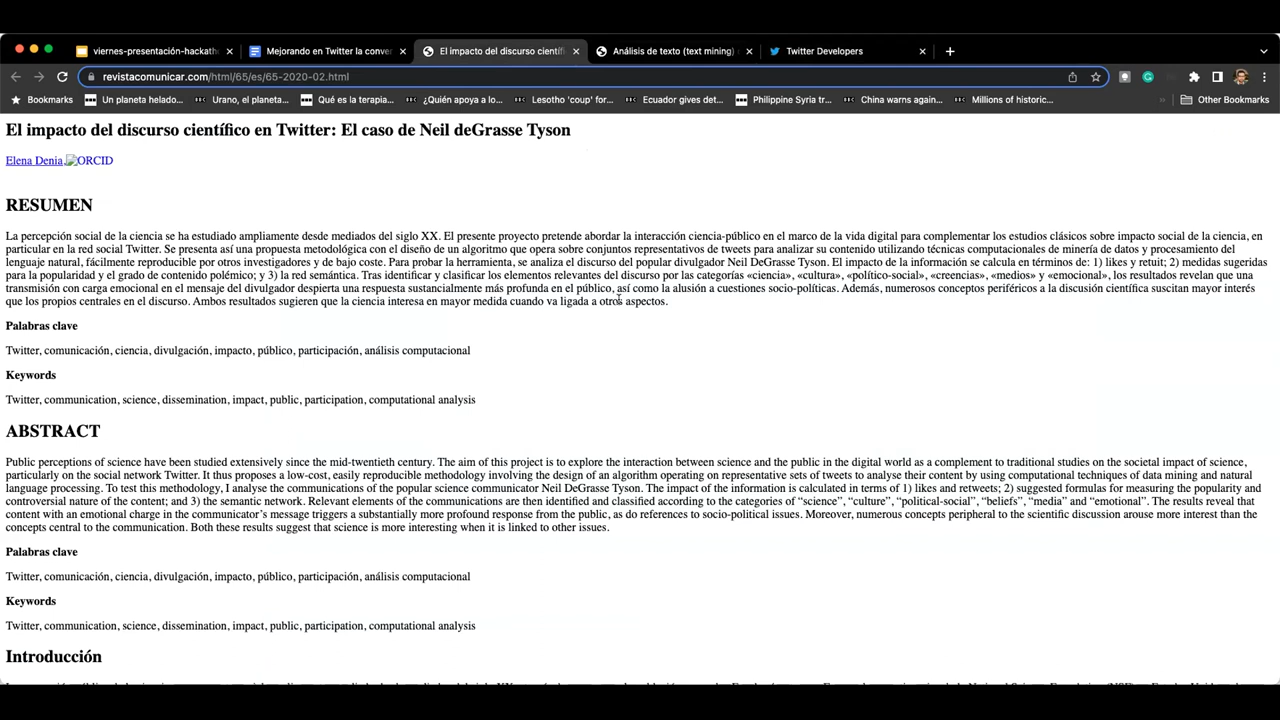 viernes-presentación-hackath
Mejorando en Twitter la conver
El impacto del discurso científi
Análisis de texto (text mining)
Twitter Developers
revistacomunicar.com/html/65/es/65-2020-02.html
Bookmarks
Un planeta helado...
Urano, el planeta...
Qué es la terapia...
¿Quién apoya a lo...
Lesotho 'coup' for...
Ecuador gives det...
Philippine Syria tr...
China warns again...
Millions of historic...
Other Bookmarks
El impacto del discurso científico en Twitter: El caso de Neil deGrasse Tyson
Elena Denia, ORCID
RESUMEN
La percepción social de la ciencia se ha estudiado ampliamente desde mediados del siglo XX. El presente proyecto pretende abordar la interacción ciencia-público en el marco de la vida digital para complementar los estudios clásicos sobre impacto social de la ciencia, en
particular en la red social Twitter. Se presenta así una propuesta metodológica con el diseño de un algoritmo que opera sobre conjuntos representativos de tweets para analizar su contenido utilizando técnicas computacionales de minería de datos y procesamiento del
lenguaje natural, fácilmente reproducible por otros investigadores y de bajo coste. Para probar la herramienta, se analiza el discurso del popular divulgador Neil DeGrasse Tyson. El impacto de la información se calcula en términos de: 1) likes y retuit; 2) medidas sugeridas
para la popularidad y el grado de contenido polémico; y 3) la red semántica. Tras identificar y clasificar los elementos relevantes del discurso por las categorías «ciencia», «cultura», «político-social», «creencias», «medios» y «emocional», los resultados revelan que una
transmisión con carga emocional en el mensaje del divulgador despierta una respuesta sustancialmente más profunda en el público, así como la alusión a cuestiones socio-políticas. Además, numerosos conceptos periféricos a la discusión científica suscitan mayor interés
que los propios centrales en el discurso. Ambos resultados sugieren que la ciencia interesa en mayor medida cuando va ligada a otros aspectos.
Palabras clave
Twitter, comunicación, ciencia, divulgación, impacto, público, participación, análisis computacional
Keywords
Twitter, communication, science, dissemination, impact, public, participation, computational analysis
ABSTRACT
Public perceptions of science have been studied extensively since the mid-twentieth century. The aim of this project is to explore the interaction between science and the public in the digital world as a complement to traditional studies on the societal impact of science,
particularly on the social network Twitter. It thus proposes a low-cost, easily reproducible methodology involving the design of an algorithm operating on representative sets of tweets to analyse their content by using computational techniques of data mining and natural
language processing. To test this methodology, I analyse the communications of the popular science communicator Neil DeGrasse Tyson. The impact of the information is calculated in terms of 1) likes and retweets; 2) suggested formulas for measuring the popularity and
controversial nature of the content; and 3) the semantic network. Relevant elements of the communications are then identified and classified according to the categories of “science”, “culture”, “political-social”, “beliefs”, “media” and “emotional”. The results reveal that
content with an emotional charge in the communicator’s message triggers a substantially more profound response from the public, as do references to socio-political issues. Moreover, numerous concepts peripheral to the scientific discussion arouse more interest than the
concepts central to the communication. Both these results suggest that science is more interesting when it is linked to other issues.
Palabras clave
Twitter, comunicación, ciencia, divulgación, impacto, público, participación, análisis computacional
Keywords
Twitter, communication, science, dissemination, impact, public, participation, computational analysis
Introducción